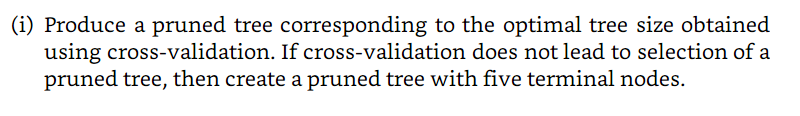 (i) Produce a pruned tree corresponding to the optimal tree size obtained
using cross-validation. If cross-validation does not lead to selection of a
pruned tree, then create a pruned tree with five terminal nodes.